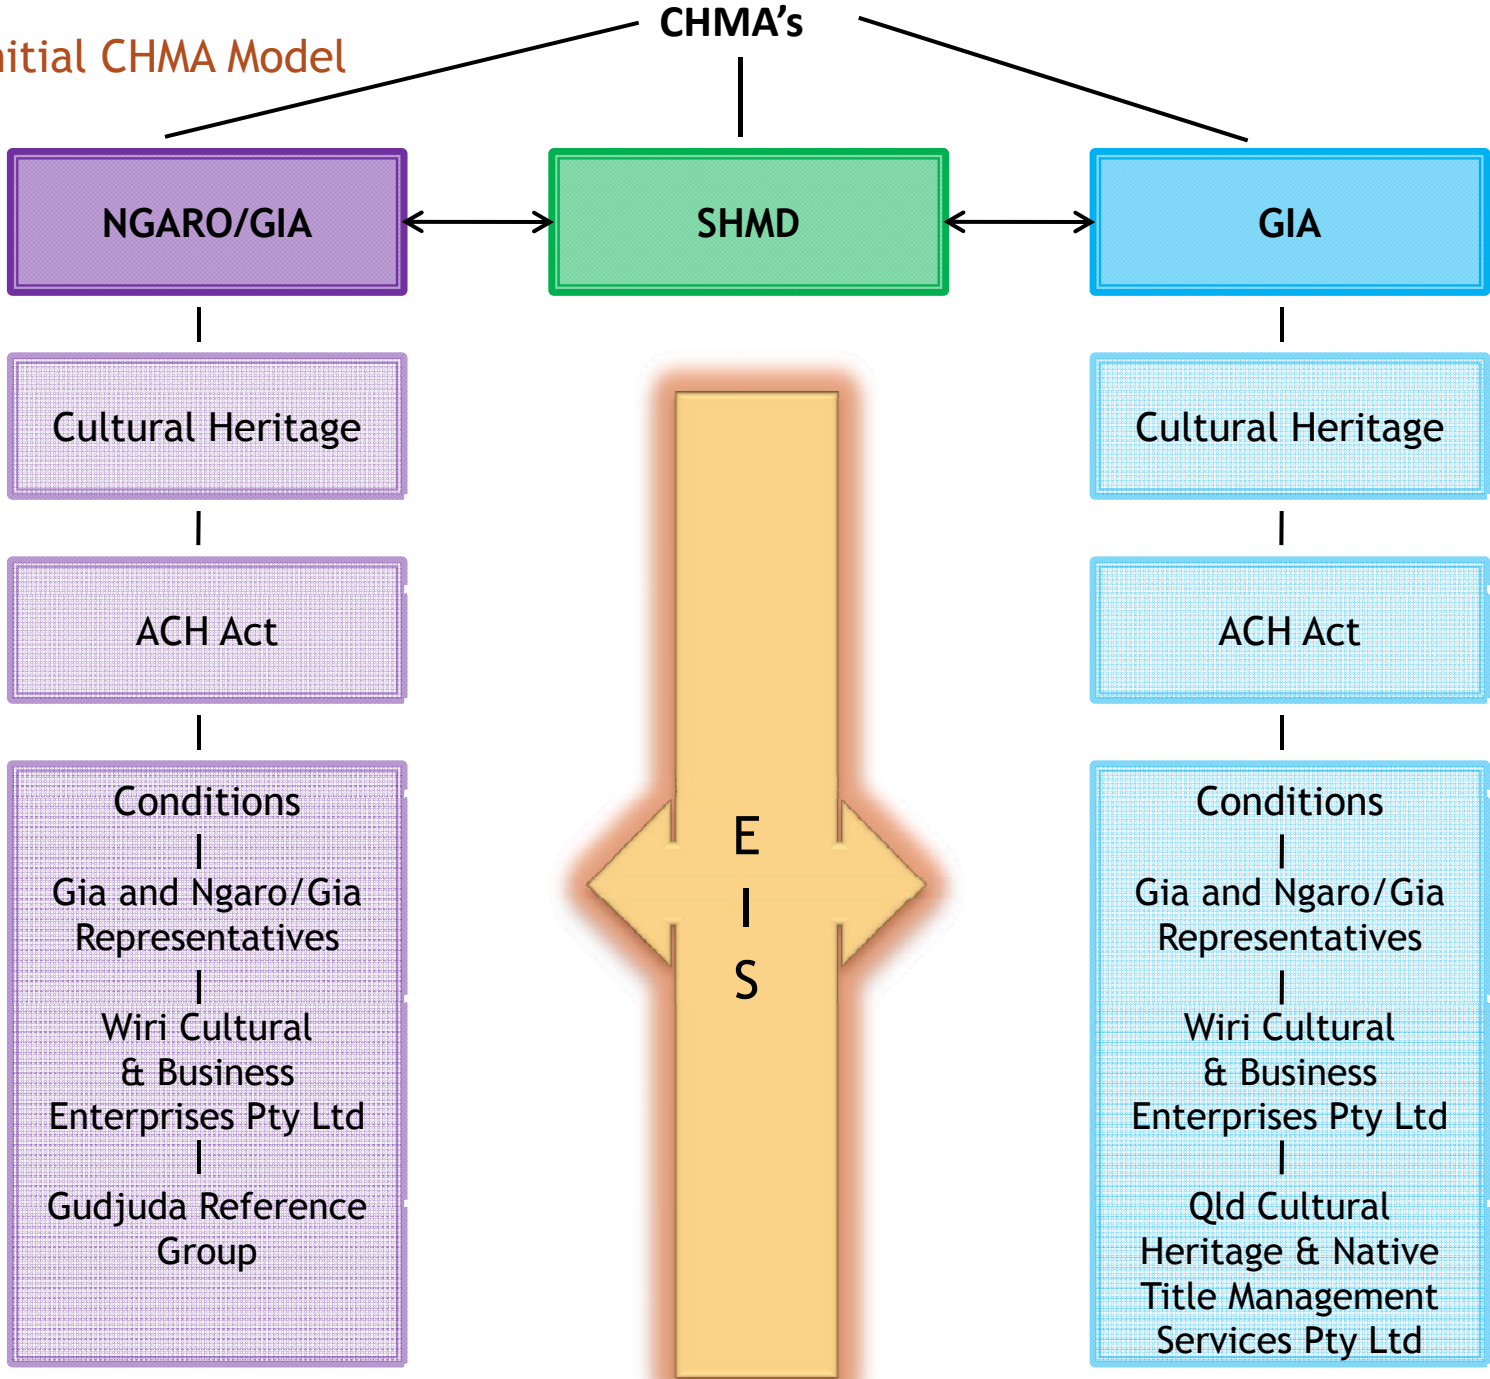 CHMA's
nitial CHMA Model
NGARO/GIA
SHMD
GIA
Cultural Heritage
Cultural Heritage
ACH Act
ACH Act
Conditions
Gia and Ngaro/Gia
Representatives
Wiri Cultural
& Business
Enterprises Pty Ltd
Gudjuda Reference
Group
E
S
Conditions
Gia and Ngaro/Gia
Representatives
Wiri Cultural
& Business
Enterprises Pty Ltd
Qld Cultural
Heritage & Native
Title Management
Services Pty Ltd